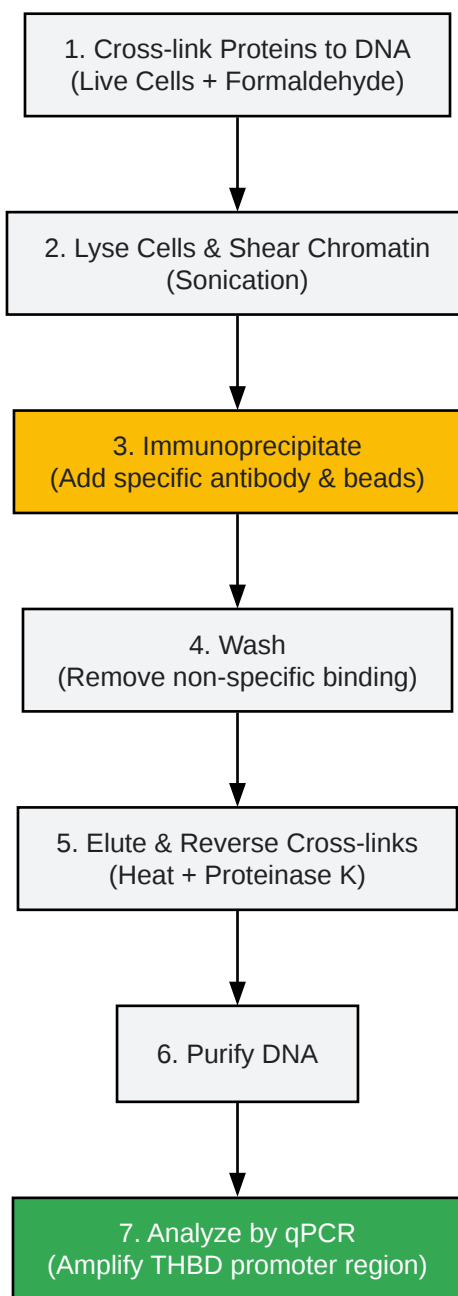 1. Cross-link Proteins to DNA
(Live Cells + Formaldehyde)
2. Lyse Cells & Shear Chromatin
(Sonication)
3. Immunoprecipitate
(Add specific antibody & beads)
4. Wash
(Remove non-specific binding)
5. Elute & Reverse Cross-links
(Heat + Proteinase K)
6. Purify DNA
7. Analyze by qPCR
(Amplify THBD promoter region)